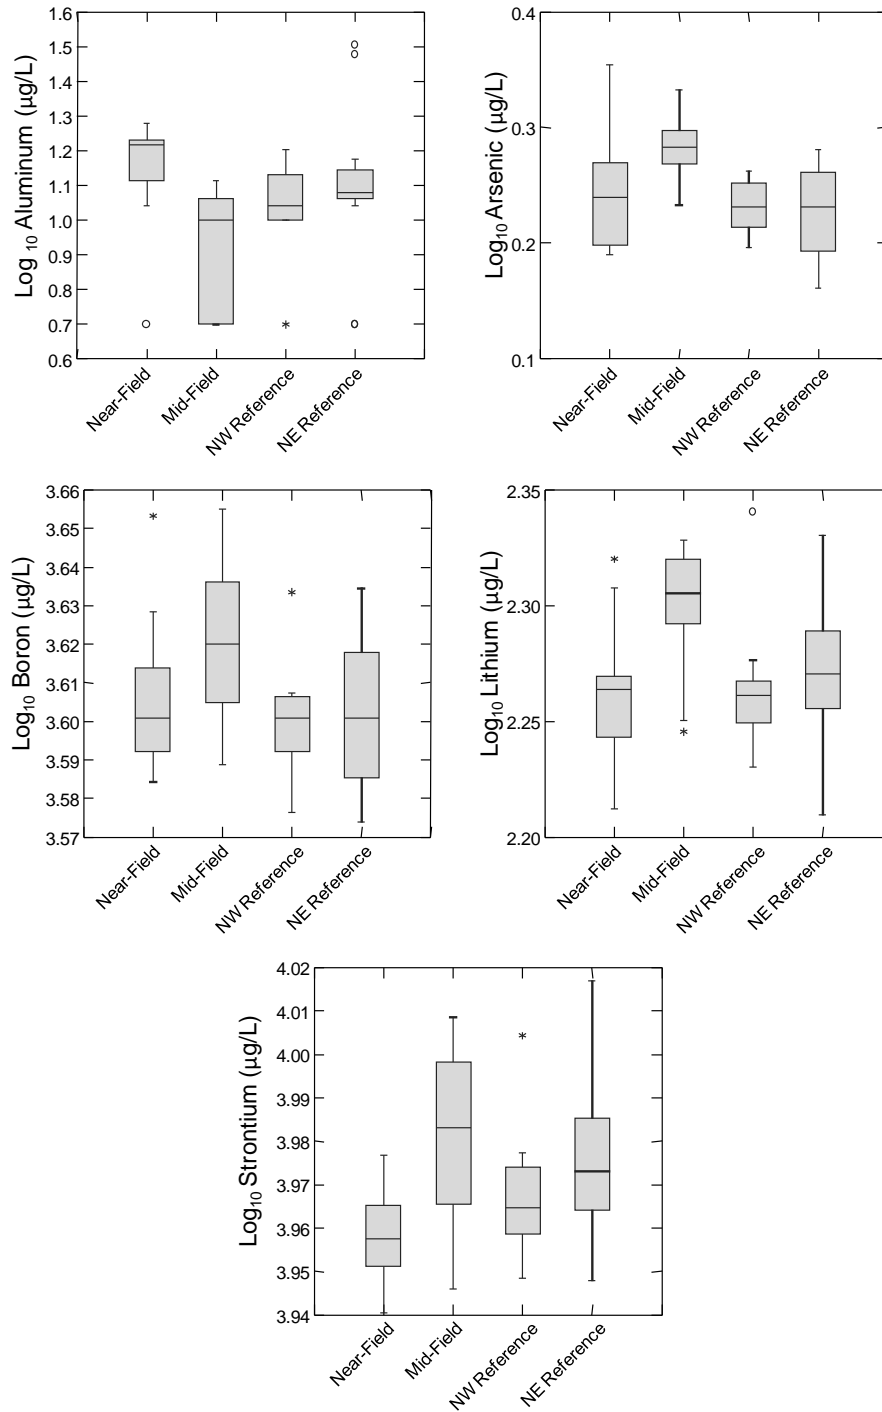 Log 10 Aluminum (µg/L)
1.6
1.5
1.4
1.3
1.2
1.1
1.0
0.9
0.8
0.7
0.6
Near-Field
Mid-Field
NW Reference
NE Reference
Log10 Arsenic (µg/L)
0.4
0.3
0.2
0.1
Near-Field
Mid-Field
NW Reference
NE Reference
Log10 Boron (µg/L)
3.66
3.65
3.64
3.63
3.62
3.61
3.60
3.59
3.58
3.57
Near-Field
Mid-Field
NW Reference
NE Reference
Log10 Lithium (µg/L)
2.35
2.30
2.25
2.20
Near-Field
Mid-Field
NW Reference
NE Reference
Log10 Strontium (µg/L)
4.02
4.01
4.00
3.99
3.98
3.97
3.96
3.95
3.94
Near-Field
Mid-Field
NW Reference
NE Reference